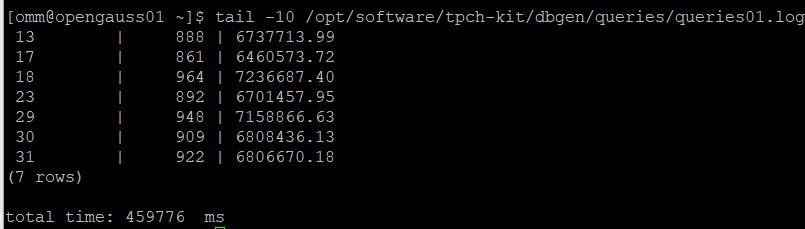 [omm@opengauss01 ~]$ tail -10 /opt/software/tpch-kit/dbgen/queries/queries01.log
13 | 888 | 6737713.99
17 | 861 | 6460573.72
18 | 964 | 7236687.40
23 | 892 | 6701457.95
29 | 948 | 7158866.63
30 | 909 | 6808436.13
31 | 922 | 6806670.18
(7 rows)
total time: 459776 ms